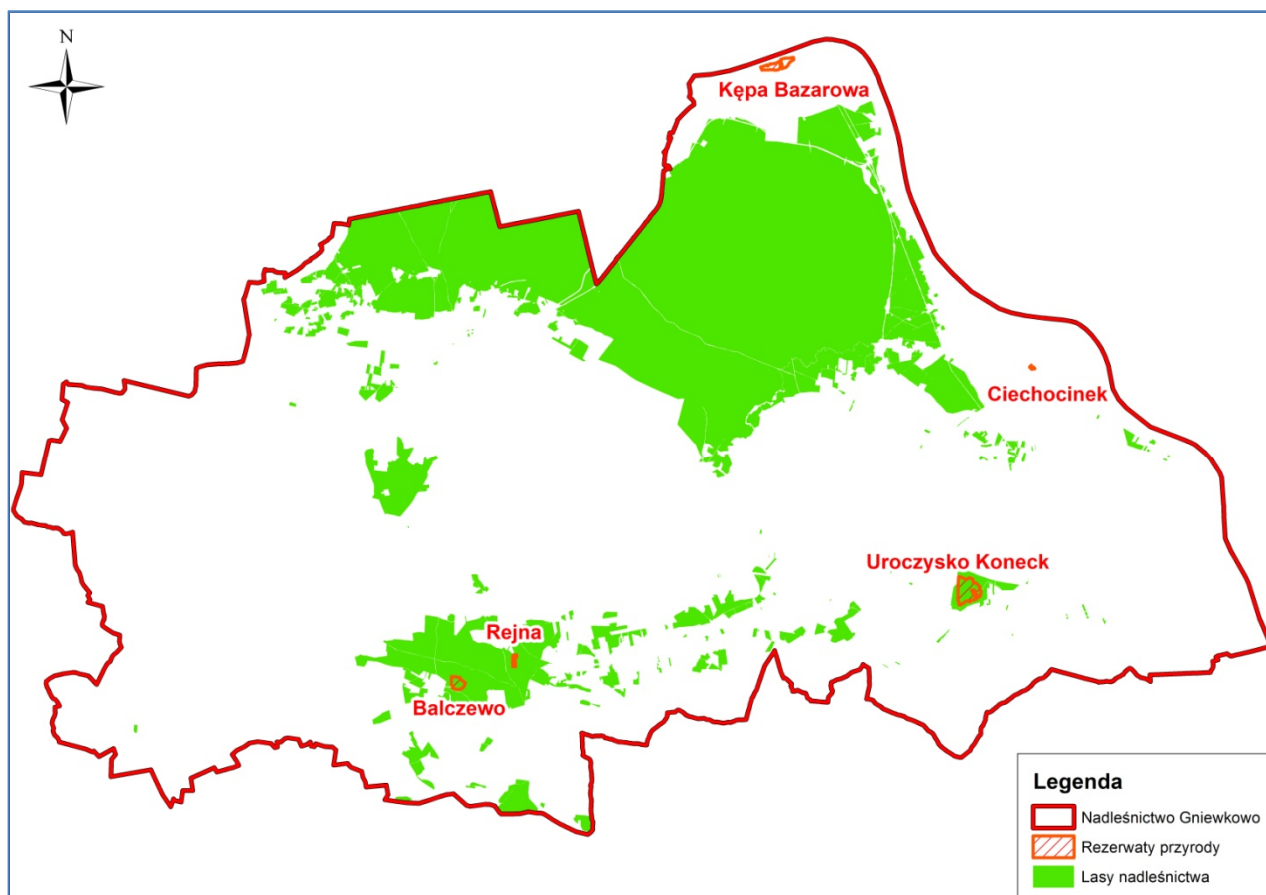 N
Kępa Bazarowa
Ciechocinek
Uroczysko Koneck
Rejna
Balczewo
Legenda
Nadleśnictwo Gniewkowo
Rezerwaty przyrody
Lasy nadleśnictwa